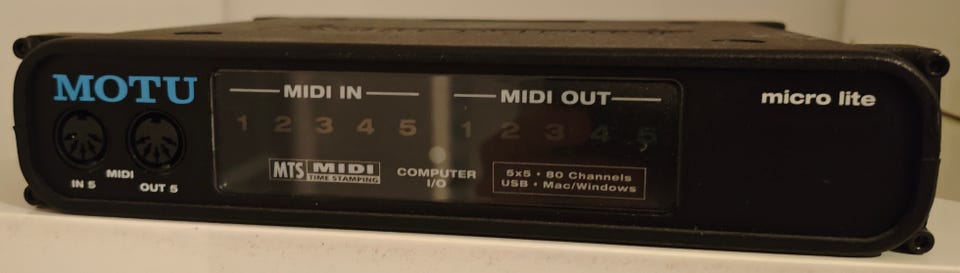 MOTU
MIDI IN
MIDI OUT
micro lite
1 2 3 4 5
1 2 3 4 5
MIDI
IN 5
OUT 5
MTS MIDI
TIME STAMPING
COMPUTER
I/O
5x5 • 80 Channels
USB • Mac/Windows